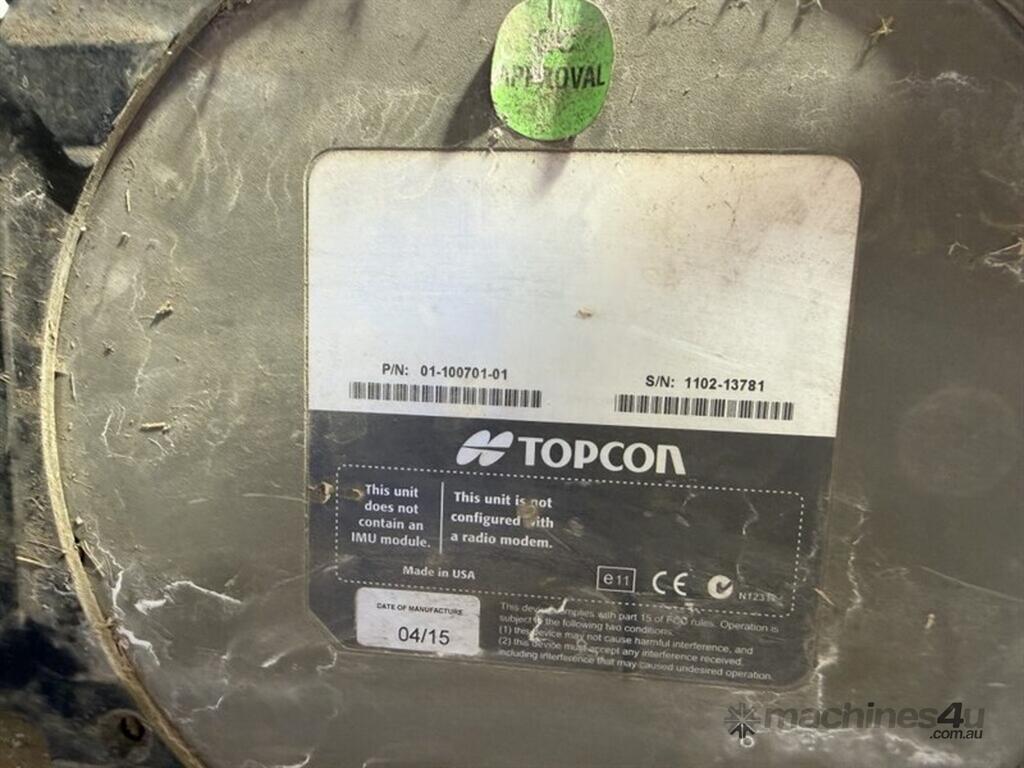 APPROVAL
P/N: 01-100701-01
S/N: 1102-13781
TOPCON
This unit
does not
contain an
IMU module.
This unit is not
configured with
a radio modem.
Made in USA
e11
CE
N12312
DATE OF MANUFACTURE
04/15
This device complies with part 15 of FCC rules. Operation is
subject to the following two conditions:
(1) this device may not cause harmful interference, and
(2) this device must accept any interference received,
including interference that may caused undesired operation.
machines4u
.com.au